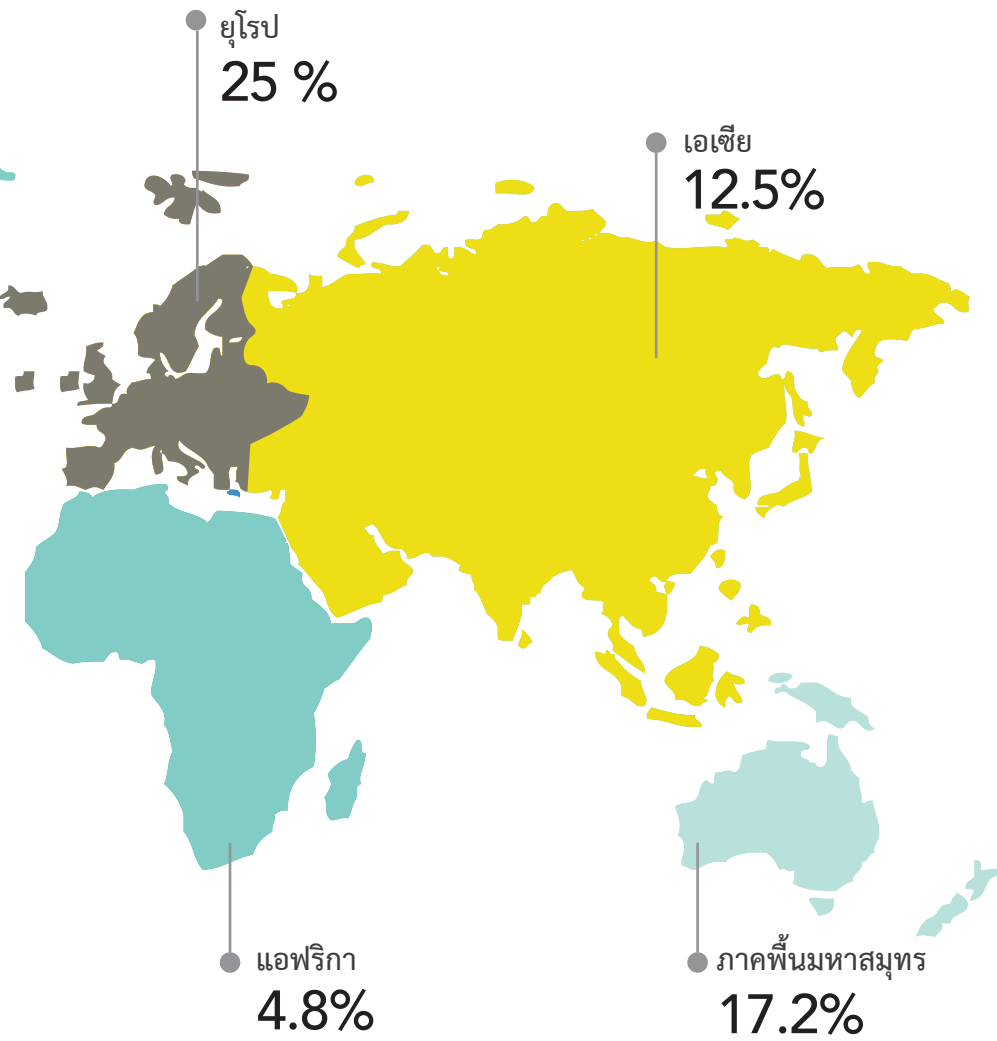 ยุโรป
25 %
เอเซีย
12.5%
แอฟริกา
4.8%
ภาคพื้นมหาสมุทร
17.2%